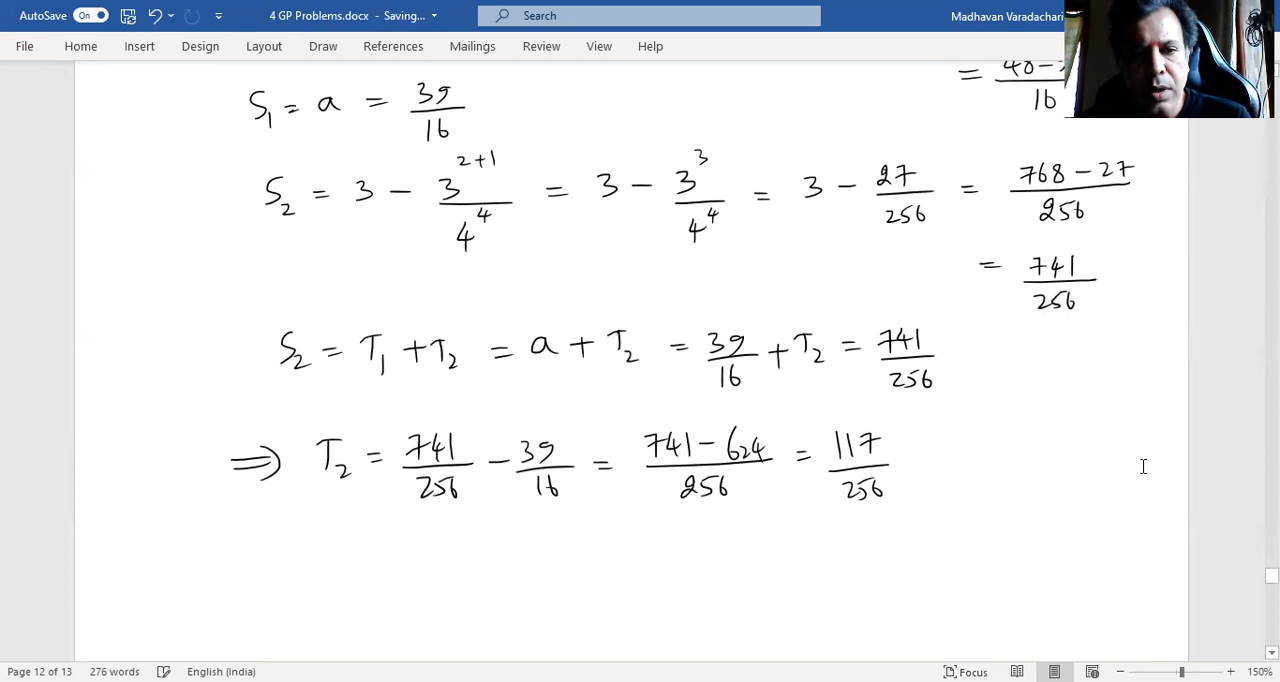 AutoSave On 4 GP Problems.docx - Saving... Search Madhavan Varadachari
File Home Insert Design Layout Draw References Mailings Review View Help
S₁ = a = 39/16
= 48 - /16
S₂ = 3 - 3^(2+1)/4^4 = 3 - 3^3/4^4 = 3 - 27/256 = (768 - 27)/256
= 741/256
S₂ = T₁ + T₂ = a + T₂ = 39/16 + T₂ = 741/256
⟹ T₂ = 741/256 - 39/16 = (741 - 624)/256 = 117/256
Page 12 of 13 276 words English (India) Focus 150%